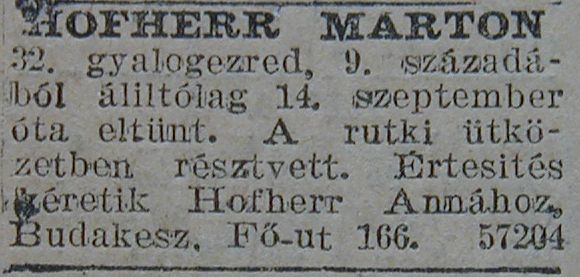 HOFHERR MARTON
32. gyalogezred, 9. századá-
ból áliltólag 14. szeptember
óta eltünt. A rutki ütkö-
zetben résztvett. Értesités
kéretik Hofherr Annához,
Budakesz, Fő-ut 166. 57204